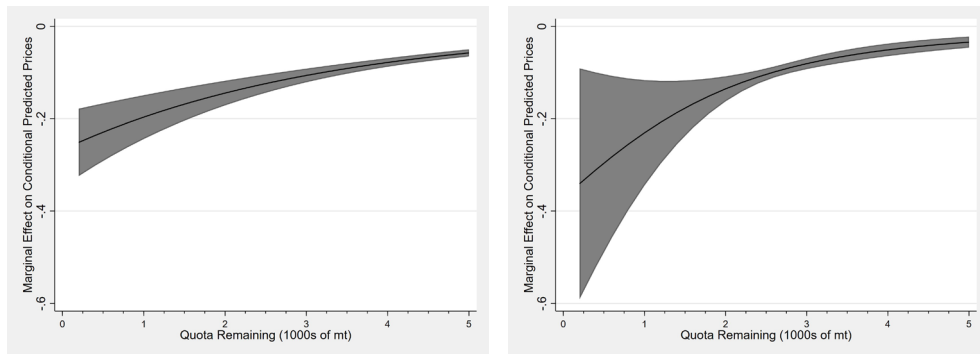 Marginal Effect on Conditional Predicted Prices
0
-.2
-.4
-.6
0 1 2 3 4 5
Quota Remaining (1000s of mt)
Marginal Effect on Conditional Predicted Prices
0
-.2
-.4
-.6
0 1 2 3 4 5
Quota Remaining (1000s of mt)